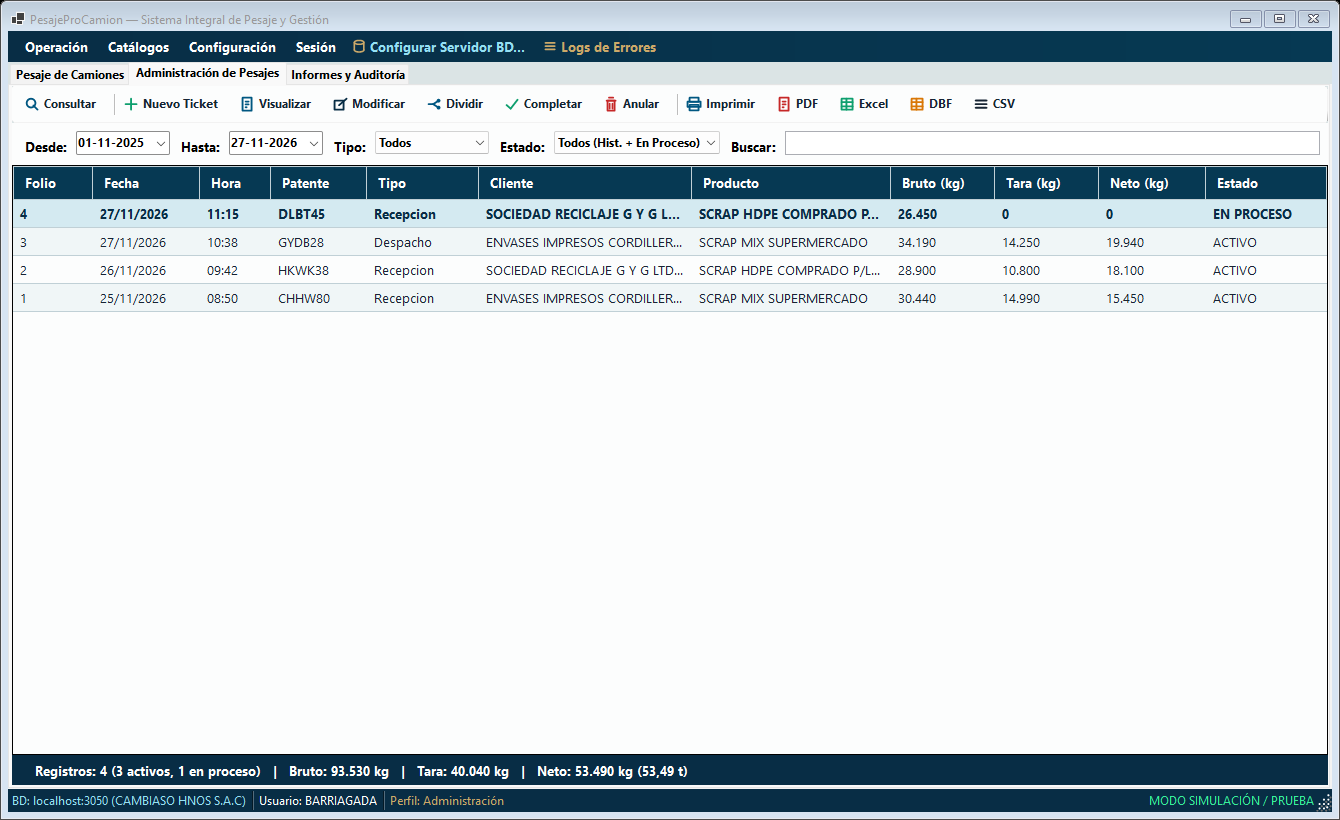 PesajeProCamion — Sistema Integral de Pesaje y Gestión
Operación Catálogos Configuración Sesión Configurar Servidor BD... Logs de Errores
Pesaje de Camiones Administración de Pesajes Informes y Auditoría
Consultar Nuevo Ticket Visualizar Modificar Dividir Completar Anular Imprimir PDF Excel DBF CSV
Desde: 01-11-2025 Hasta: 27-11-2026 Tipo: Todos Estado: Todos (Hist. + En Proceso) Buscar:
Folio Fecha Hora Patente Tipo Cliente Producto Bruto (kg) Tara (kg) Neto (kg) Estado
4 27/11/2026 11:15 DLBT45 Recepcion SOCIEDAD RECICLAJE G Y G L... SCRAP HDPE COMPRADO P... 26.450 0 0 EN PROCESO
3 27/11/2026 10:38 GYDB28 Despacho ENVASES IMPRESOS CORDILLER... SCRAP MIX SUPERMERCADO 34.190 14.250 19.940 ACTIVO
2 26/11/2026 09:42 HKWK38 Recepcion SOCIEDAD RECICLAJE G Y G LTD... SCRAP HDPE COMPRADO P/L... 28.900 10.800 18.100 ACTIVO
1 25/11/2026 08:50 CHHW80 Recepcion ENVASES IMPRESOS CORDILLER... SCRAP MIX SUPERMERCADO 30.440 14.990 15.450 ACTIVO
Registros: 4 (3 activos, 1 en proceso) | Bruto: 93.530 kg | Tara: 40.040 kg | Neto: 53.490 kg (53,49 t)
BD: localhost:3050 (CAMBIASO HNOS S.A.C) Usuario: BARRIAGADA Perfil: Administración MODO SIMULACIÓN / PRUEBA